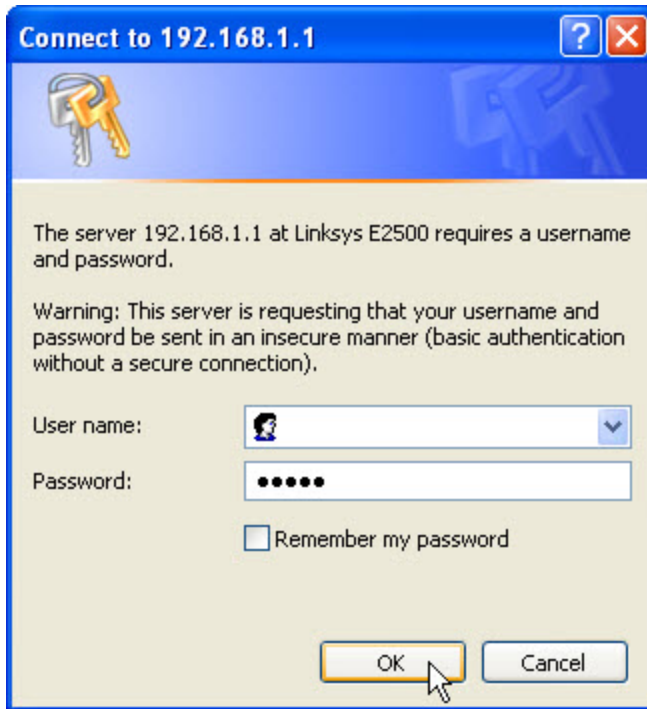 Connect to 192.168.1.1
The server 192.168.1.1 at Linksys E2500 requires a username
and password.
Warning: This server is requesting that your username and
password be sent in an insecure manner (basic authentication
without a secure connection).
User name:
Password:
●●●●●
Remember my password
OK
Cancel